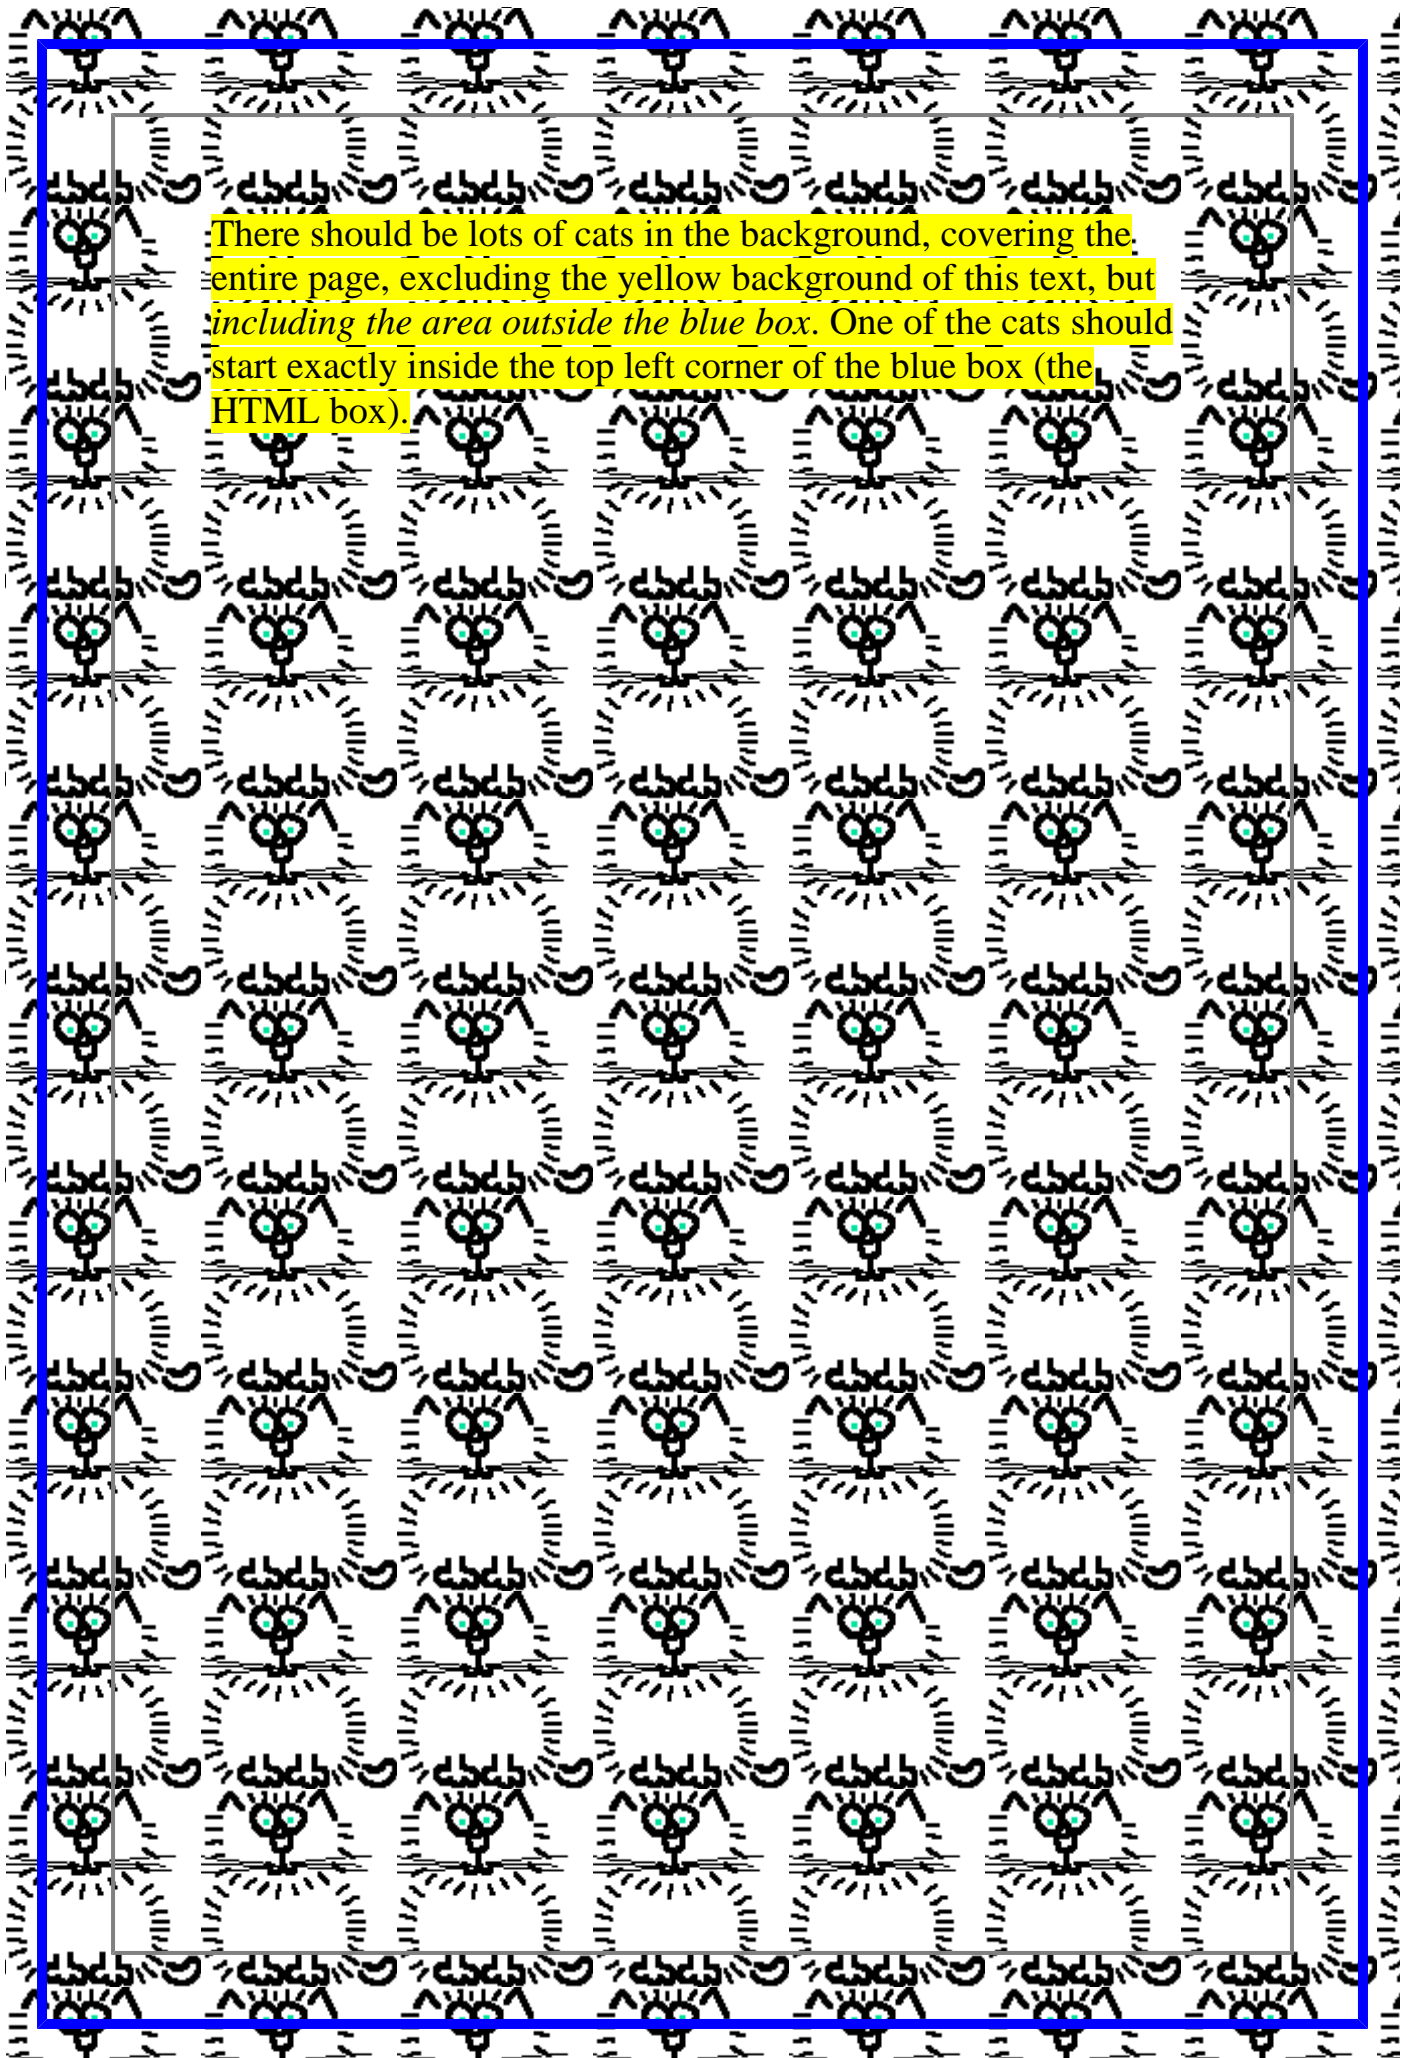 There should be lots of cats in the background, covering the
entire page, excluding the yellow background of this text, but
including the area outside the blue box. One of the cats should
start exactly inside the top left corner of the blue box (the
HTML box).